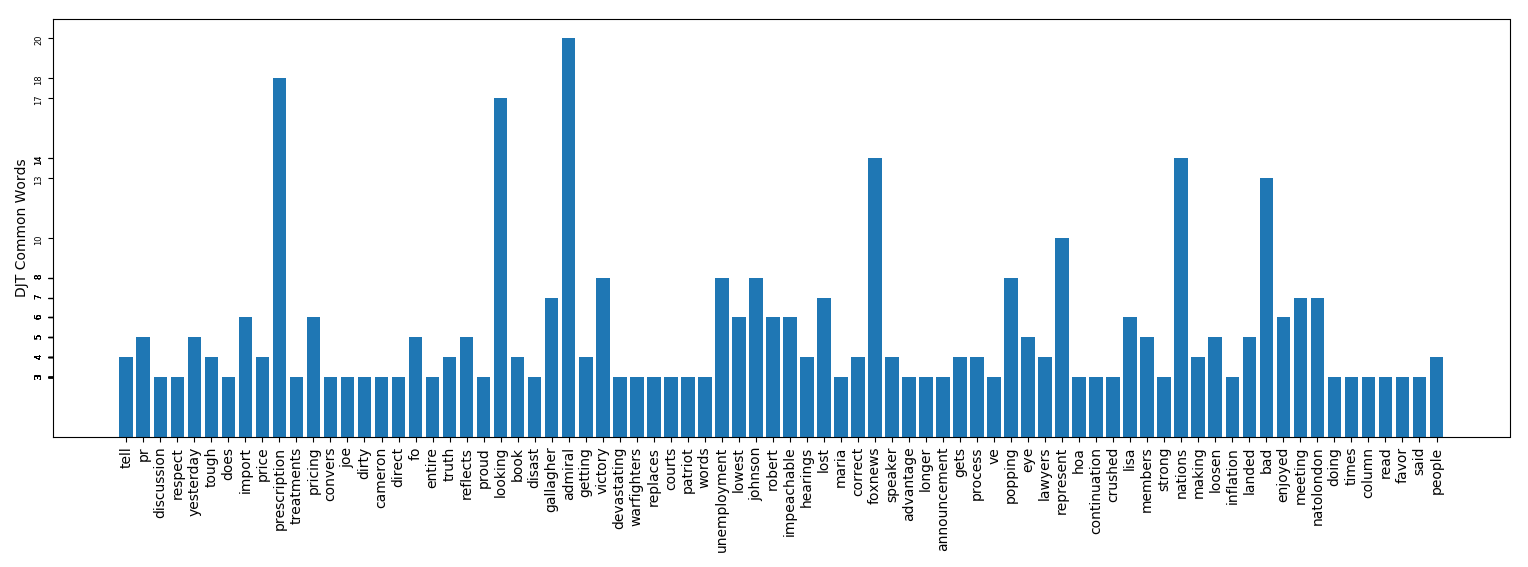 DJT Common Words
20
18
17
14
13
10
8
7
6
5
4
3
tell
pr
discussion
respect
yesterday
tough
does
import
price
prescription
treatments
pricing
convers
joe
dirty
cameron
direct
fo
entire
truth
reflects
proud
looking
book
disast
gallagher
admiral
getting
victory
devastating
warfighters
replaces
courts
patriot
words
unemployment
lowest
johnson
robert
impeachable
hearings
lost
maria
correct
foxnews
speaker
advantage
longer
announcement
gets
process
ve
popping
eye
lawyers
represent
hoa
continuation
crushed
lisa
members
strong
nations
making
loosen
inflation
landed
bad
enjoyed
meeting
natolondon
doing
times
column
read
favor
said
people